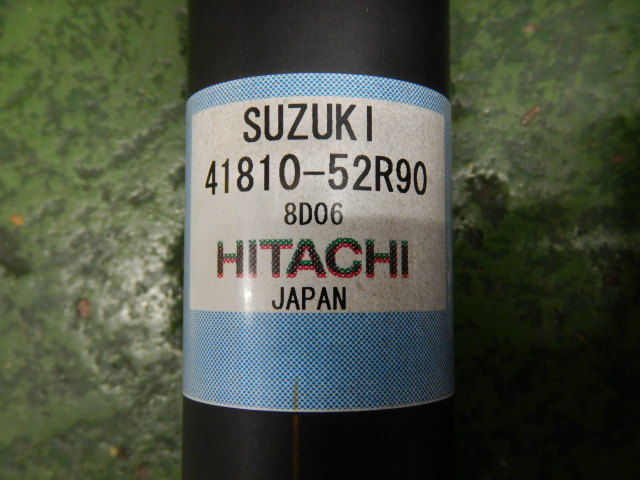 SUZUKI
41810-52R90
8D06
HITACHI
JAPAN